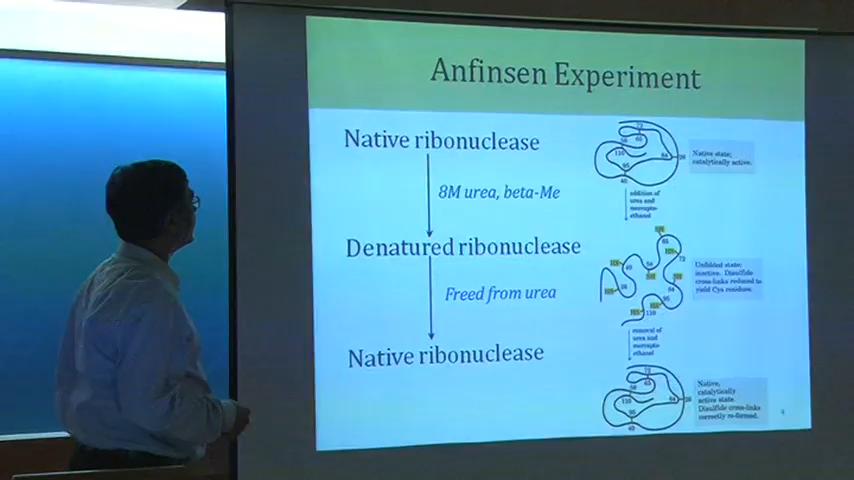 Anfinsen Experiment
Native ribonuclease
8M urea, beta-Me
Denatured ribonuclease
Freed from urea
Native ribonuclease
Native state;
catalytically active.
addition of
urea and
mercapto-
ethanol
Unfolded state;
inactive. Disulfide
cross-links reduced to
yield Cys residues.
removal of
urea and
mercapto-
ethanol
Native,
catalytically
active state.
Disulfide cross-links
correctly re-formed.